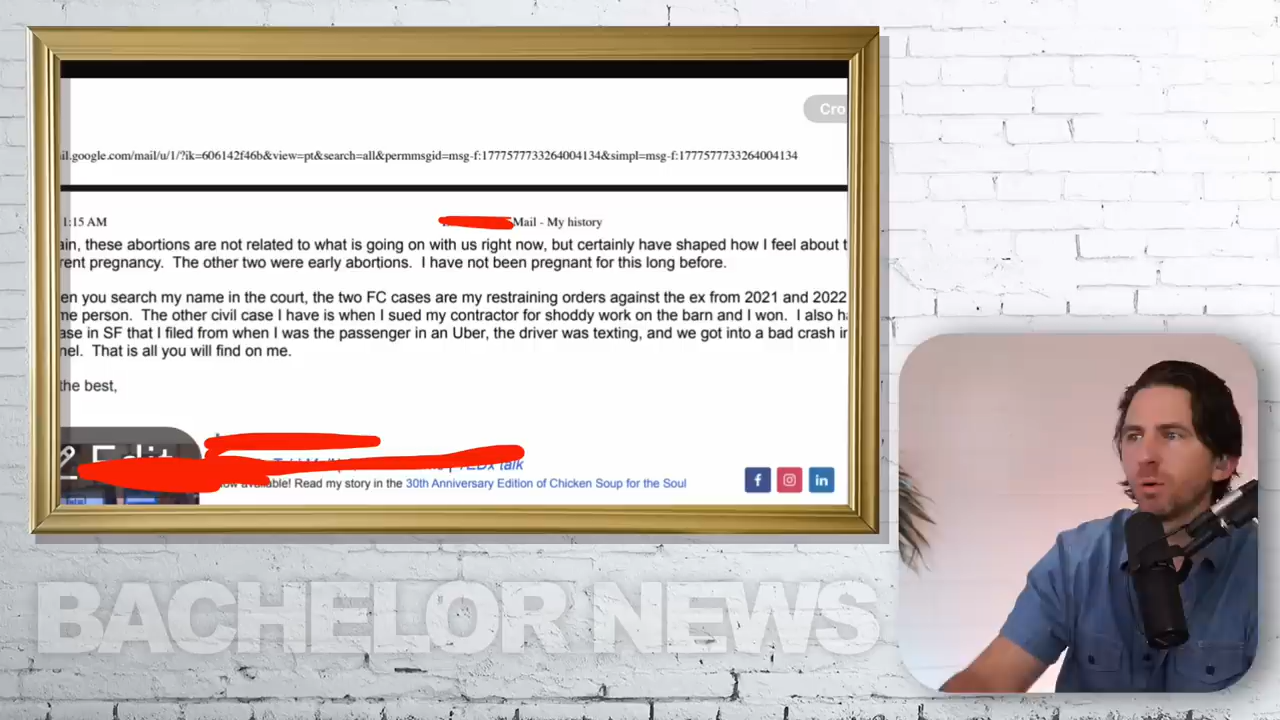 Cro
il.google.com/mail/u/1/?ik=606142f46b&view=pt&search=all&permmsgid=msg-f:1777577733264004134&simpl=msg-f:1777577733264004134
1:15 AM
Mail - My history
ain, these abortions are not related to what is going on with us right now, but certainly have shaped how I feel about t
rent pregnancy. The other two were early abortions. I have not been pregnant for this long before.
en you search my name in the court, the two FC cases are my restraining orders against the ex from 2021 and 2022
me person. The other civil case I have is when I sued my contractor for shoddy work on the barn and I won. I also ha
ase in SF that I filed from when I was the passenger in an Uber, the driver was texting, and we got into a bad crash in
nel. That is all you will find on me.
the best,
Edit
TEDx talk
ow available! Read my story in the 30th Anniversary Edition of Chicken Soup for the Soul
f
in
BACHELOR NEWS